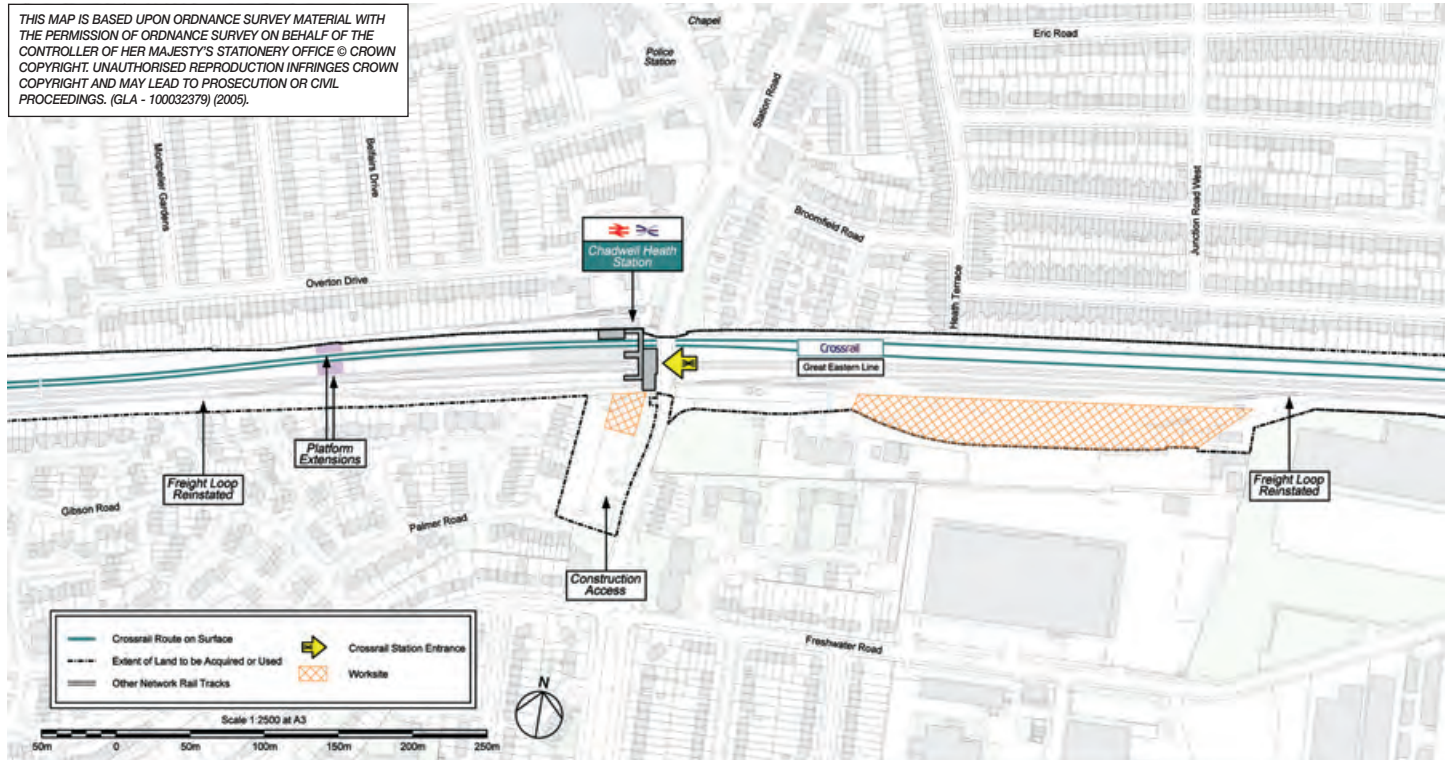 THIS MAP IS BASED UPON ORDNANCE SURVEY MATERIAL WITH
THE PERMISSION OF ORDNANCE SURVEY ON BEHALF OF THE
CONTROLLER OF HER MAJESTY'S STATIONERY OFFICE © CROWN
COPYRIGHT. UNAUTHORISED REPRODUCTION INFRINGES CROWN
COPYRIGHT AND MAY LEAD TO PROSECUTION OR CIVIL
PROCEEDINGS. (GLA - 100032379) (2005).
Chapel
Police
Station
Station Road
Eric Road
Montpelier Gardens
Belfairs Drive
Broomfield Road
Junction Road West
Heath Terrace
Overton Drive
Chadwell Heath
Station
Crossrail
Great Eastern Line
Platform
Extensions
Freight Loop
Reinstated
Freight Loop
Reinstated
Gibson Road
Palmer Road
Construction
Access
Freshwater Road
Crossrail Route on Surface
Extent of Land to be Acquired or Used
Other Network Rail Tracks
Crossrail Station Entrance
Worksite
Scale 1:2500 at A3
50m 0 50m 100m 150m 200m 250m
N